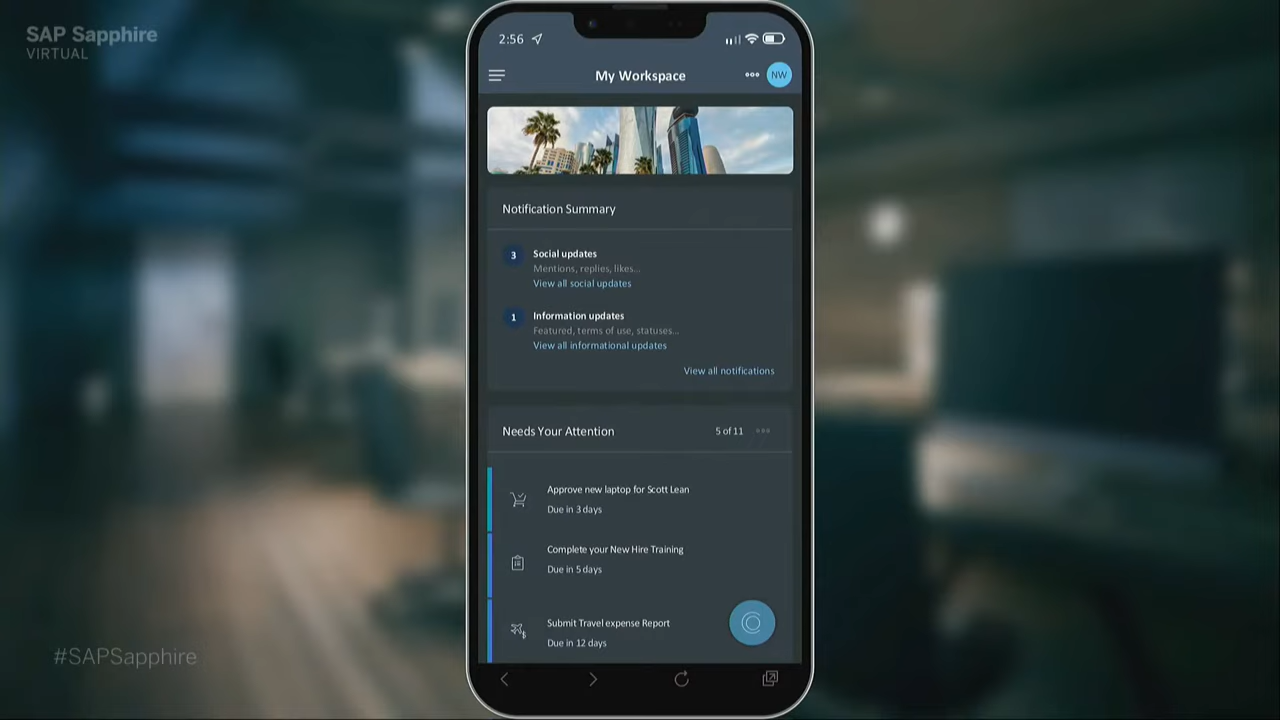 SAP Sapphire
VIRTUAL
2:56
My Workspace
NW
Notification Summary
3
Social updates
Mentions, replies, likes...
View all social updates
1
Information updates
Featured, terms of use, statuses...
View all informational updates
View all notifications
Needs Your Attention
5 of 11
Approve new laptop for Scott Lean
Due in 3 days
Complete your New Hire Training
Due in 5 days
Submit Travel expense Report
Due in 12 days
#SAPSapphire